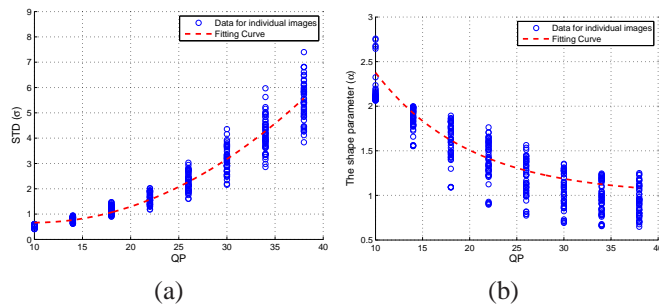 Data for individual images
Fitting Curve
STD (σ)
9
8
7
6
5
4
3
2
1
0
10 15 20 25 30 35 40
QP
(a)
Data for individual images
Fitting Curve
The shape parameter (α)
3
2.5
2
1.5
1
0.5
10 15 20 25 30 35 40
QP
(b)